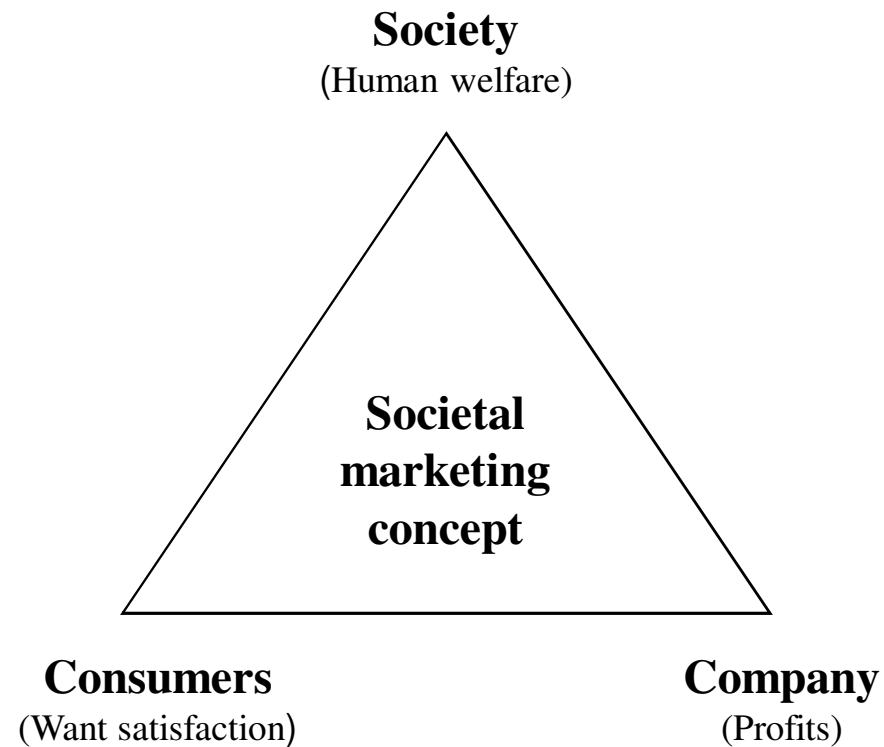 Society
(Human welfare)
Societal
marketing
concept
Consumers
(Want satisfaction)
Company
(Profits)